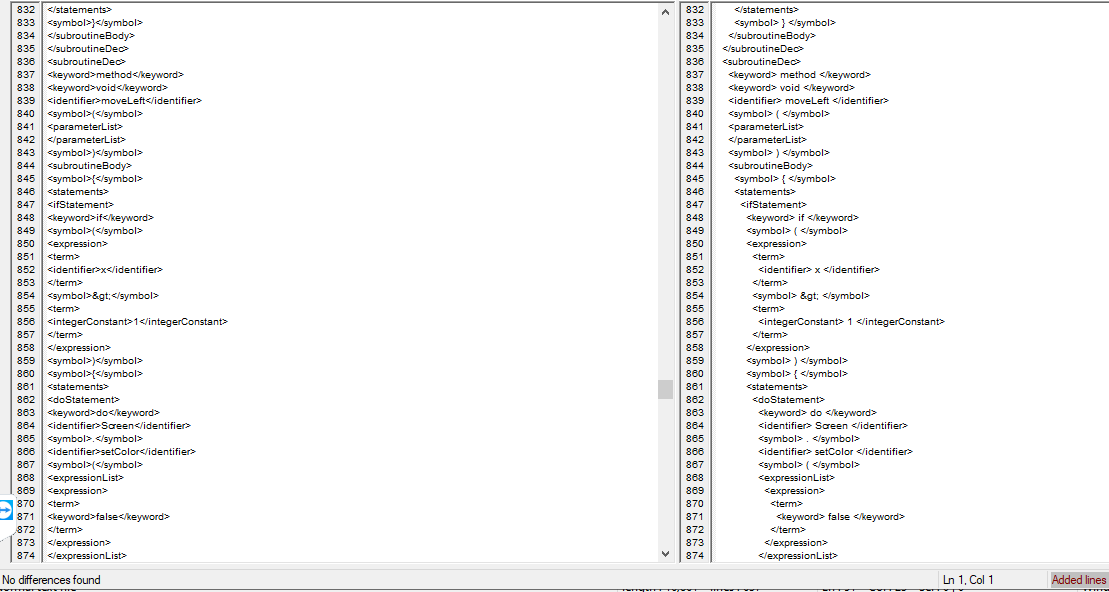 832 </statements>
833 <symbol>}</symbol>
834 </subroutineBody>
835 </subroutineDec>
836 <subroutineDec>
837 <keyword>method</keyword>
838 <keyword>void</keyword>
839 <identifier>moveLeft</identifier>
840 <symbol>(</symbol>
841 <parameterList>
842 </parameterList>
843 <symbol>)</symbol>
844 <subroutineBody>
845 <symbol>{</symbol>
846 <statements>
847 <ifStatement>
848 <keyword>if</keyword>
849 <symbol>(</symbol>
850 <expression>
851 <term>
852 <identifier>x</identifier>
853 </term>
854 <symbol>&gt;</symbol>
855 <term>
856 <integerConstant>1</integerConstant>
857 </term>
858 </expression>
859 <symbol>)</symbol>
860 <symbol>{</symbol>
861 <statements>
862 <doStatement>
863 <keyword>do</keyword>
864 <identifier>Screen</identifier>
865 <symbol>.</symbol>
866 <identifier>setColor</identifier>
867 <symbol>(</symbol>
868 <expressionList>
869 <expression>
870 <term>
871 <keyword>false</keyword>
872 </term>
873 </expression>
874 </expressionList>
832 </statements>
833 <symbol> } </symbol>
834 </subroutineBody>
835 </subroutineDec>
836 <subroutineDec>
837 <keyword> method </keyword>
838 <keyword> void </keyword>
839 <identifier> moveLeft </identifier>
840 <symbol> ( </symbol>
841 <parameterList>
842 </parameterList>
843 <symbol> ) </symbol>
844 <subroutineBody>
845 <symbol> { </symbol>
846 <statements>
847 <ifStatement>
848 <keyword> if </keyword>
849 <symbol> ( </symbol>
850 <expression>
851 <term>
852 <identifier> x </identifier>
853 </term>
854 <symbol> &gt; </symbol>
855 <term>
856 <integerConstant> 1 </integerConstant>
857 </term>
858 </expression>
859 <symbol> ) </symbol>
860 <symbol> { </symbol>
861 <statements>
862 <doStatement>
863 <keyword> do </keyword>
864 <identifier> Screen </identifier>
865 <symbol> . </symbol>
866 <identifier> setColor </identifier>
867 <symbol> ( </symbol>
868 <expressionList>
869 <expression>
870 <term>
871 <keyword> false </keyword>
872 </term>
873 </expression>
874 </expressionList>
No differences found
Ln 1, Col 1
Added lines